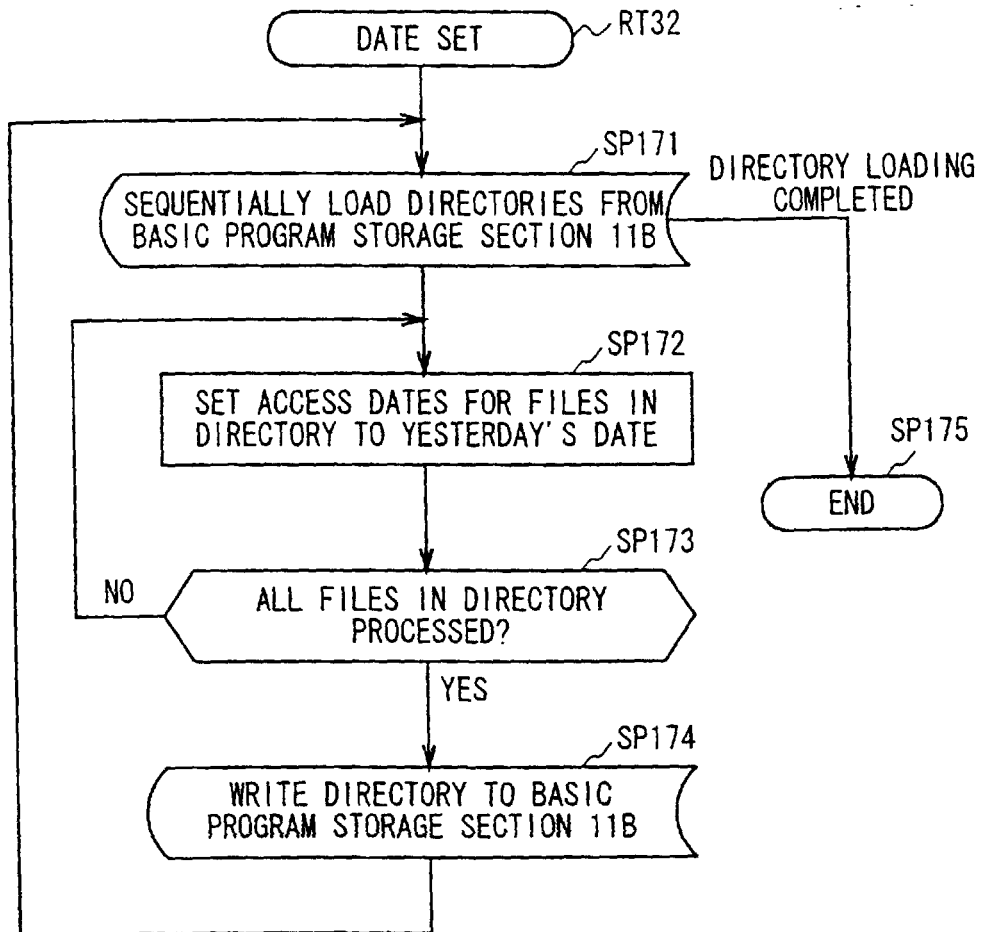 DATE SET
RT32
SP171
DIRECTORY LOADING
COMPLETED
SEQUENTIALLY LOAD DIRECTORIES FROM
BASIC PROGRAM STORAGE SECTION 11B
SP172
SET ACCESS DATES FOR FILES IN
DIRECTORY TO YESTERDAY'S DATE
SP175
END
SP173
NO
ALL FILES IN DIRECTORY
PROCESSED?
YES
SP174
WRITE DIRECTORY TO BASIC
PROGRAM STORAGE SECTION 11B